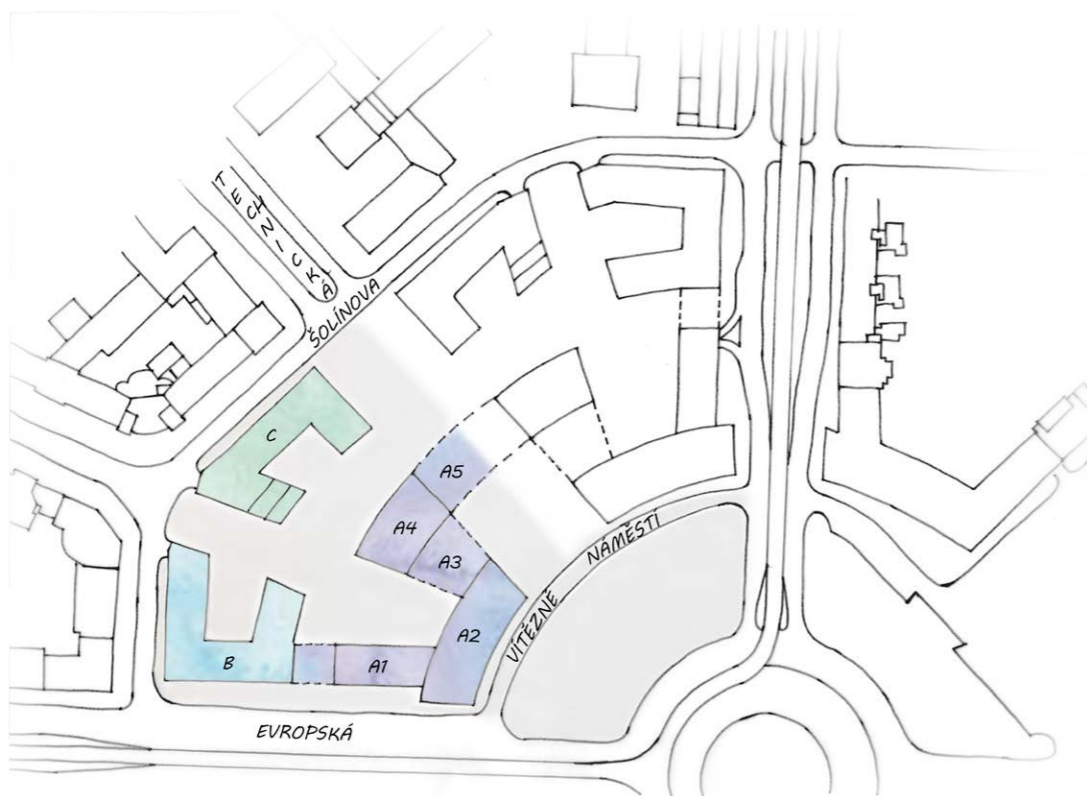 TECHNICKÁ
ŠOLÍNOVA
C
A5
A4
A3
NÁMĚSTÍ
VÍTĚZNÉ
A2
B
A1
EVROPSKÁ